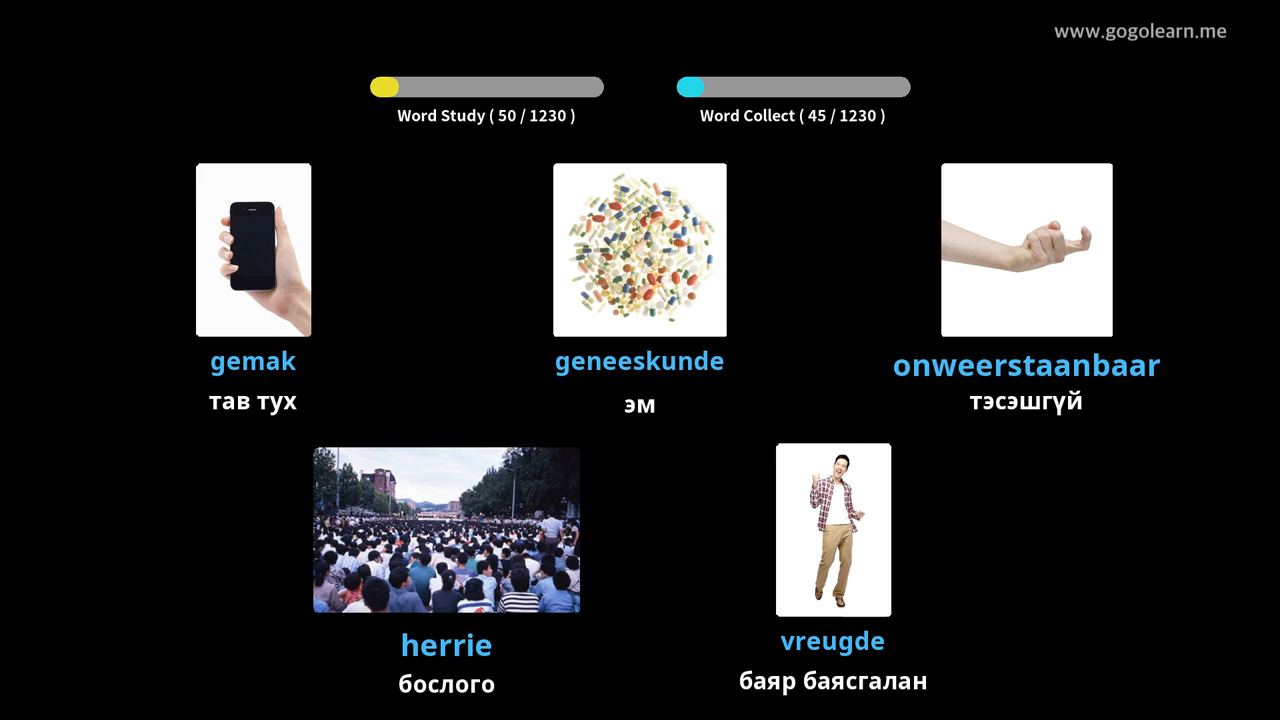 www.gogolearn.me
Word Study ( 50 / 1230 )
Word Collect ( 45 / 1230 )
gemak
тав тух
geneeskunde
эм
onweerstaanbaar
тэсэшгүй
herrie
бослого
vreugde
баяр баясгалан